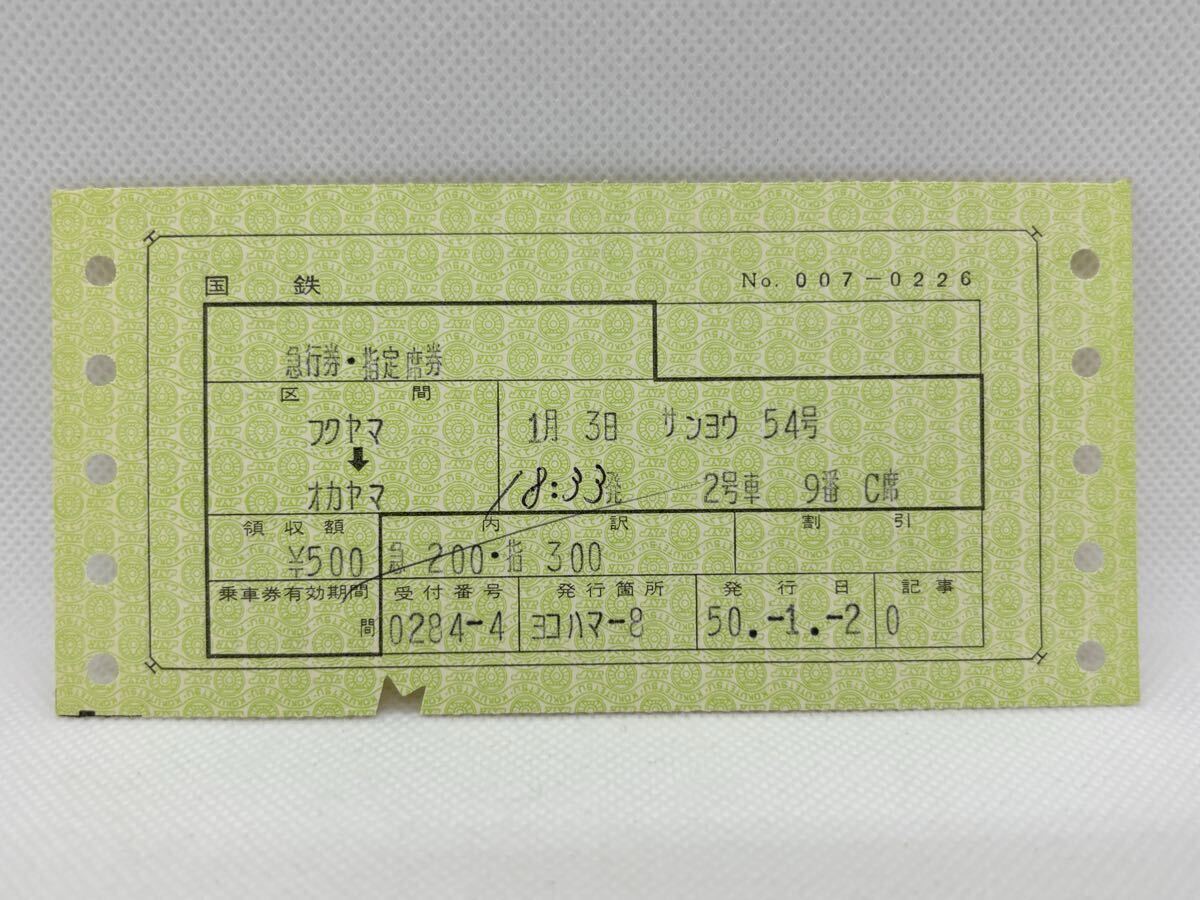 国鉄 No. 007-0226
急行券・指定席券
区間
フクヤマ 1月 3日 サンヨウ 54号
⬇
オカヤマ 18:33発 2号車 9番 C席
領収額 内訳 割引
¥500 急 200・指 300
乗車券有効期間 受付番号 発行箇所 発行日 記事
間 0284-4 ヨコハマ-8 50.-1.-2 0